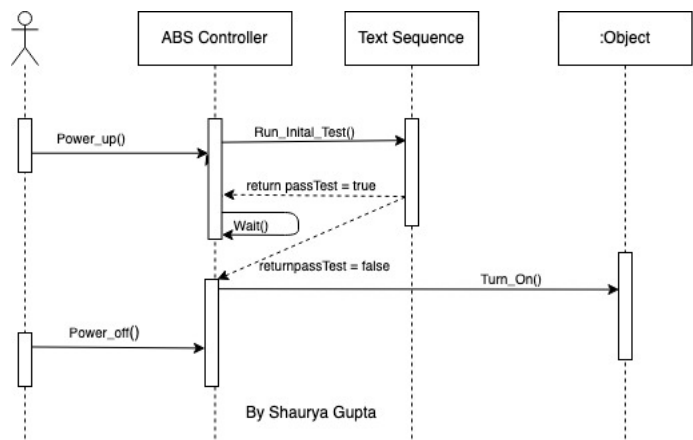 ABS Controller
Text Sequence
:Object
Power_up()
Run_Inital_Test()
return passTest = true
Wait()
returnpassTest = false
Turn_On()
Power_off()
By Shaurya Gupta